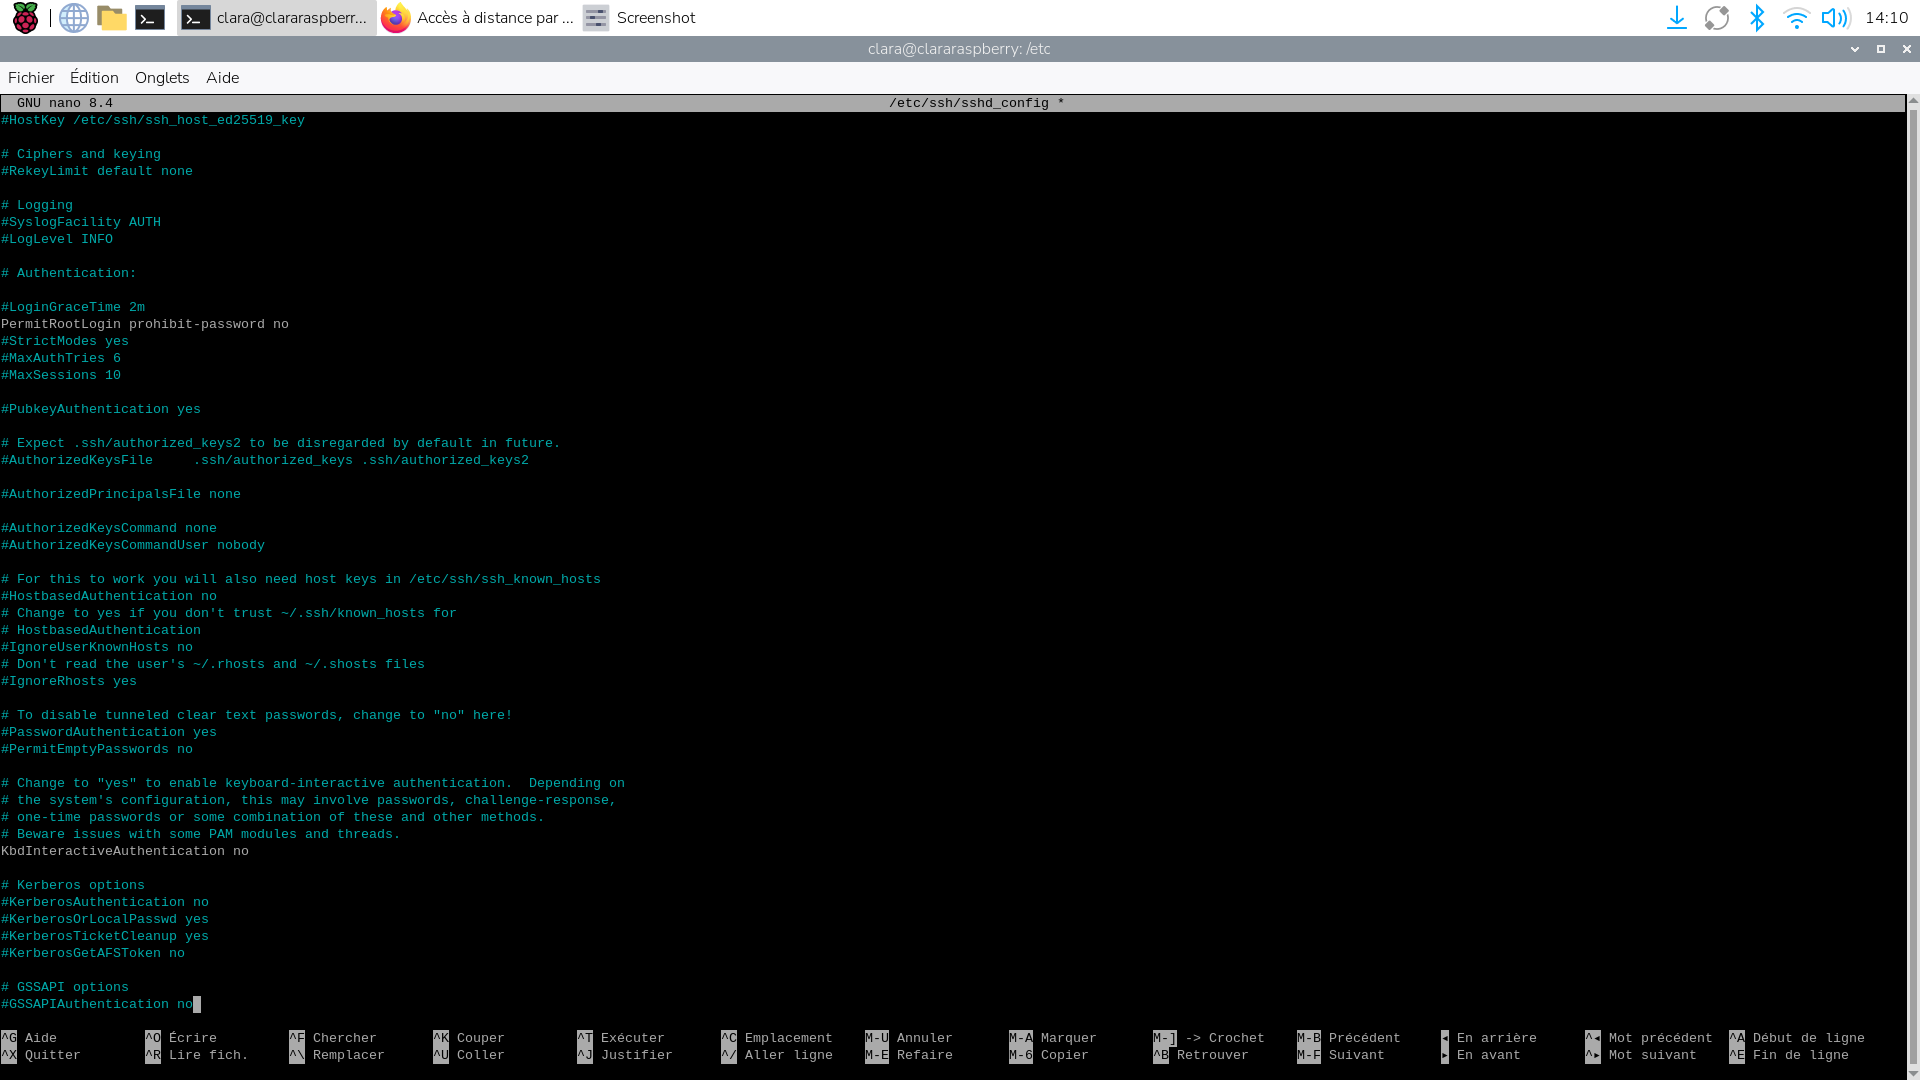 clara@clararaspberr... Accès à distance par ... Screenshot 14:10
clara@clararaspberry: /etc
Fichier Édition Onglets Aide
GNU nano 8.4 /etc/ssh/sshd_config *
#HostKey /etc/ssh/ssh_host_ed25519_key
# Ciphers and keying
#RekeyLimit default none
# Logging
#SyslogFacility AUTH
#LogLevel INFO
# Authentication:
#LoginGraceTime 2m
PermitRootLogin prohibit-password no
#StrictModes yes
#MaxAuthTries 6
#MaxSessions 10
#PubkeyAuthentication yes
# Expect .ssh/authorized_keys2 to be disregarded by default in future.
#AuthorizedKeysFile     .ssh/authorized_keys .ssh/authorized_keys2
#AuthorizedPrincipalsFile none
#AuthorizedKeysCommand none
#AuthorizedKeysCommandUser nobody
# For this to work you will also need host keys in /etc/ssh/ssh_known_hosts
#HostbasedAuthentication no
# Change to yes if you don't trust ~/.ssh/known_hosts for
# HostbasedAuthentication
#IgnoreUserKnownHosts no
# Don't read the user's ~/.rhosts and ~/.shosts files
#IgnoreRhosts yes
# To disable tunneled clear text passwords, change to "no" here!
#PasswordAuthentication yes
#PermitEmptyPasswords no
# Change to "yes" to enable keyboard-interactive authentication.  Depending on
# the system's configuration, this may involve passwords, challenge-response,
# one-time passwords or some combination of these and other methods.
# Beware issues with some PAM modules and threads.
KbdInteractiveAuthentication no
# Kerberos options
#KerberosAuthentication no
#KerberosOrLocalPasswd yes
#KerberosTicketCleanup yes
#KerberosGetAFSToken no
# GSSAPI options
#GSSAPIAuthentication no
^G Aide ^O Écrire ^F Chercher ^K Couper ^T Exécuter ^C Emplacement M-U Annuler M-A Marquer M-] -> Crochet M-B Précédent ◂ En arrière ^◂ Mot précédent ^A Début de ligne
^X Quitter ^R Lire fich. ^\ Remplacer ^U Coller ^J Justifier ^/ Aller ligne M-E Refaire M-6 Copier ^B Retrouver M-F Suivant ▸ En avant ^▸ Mot suivant ^E Fin de ligne